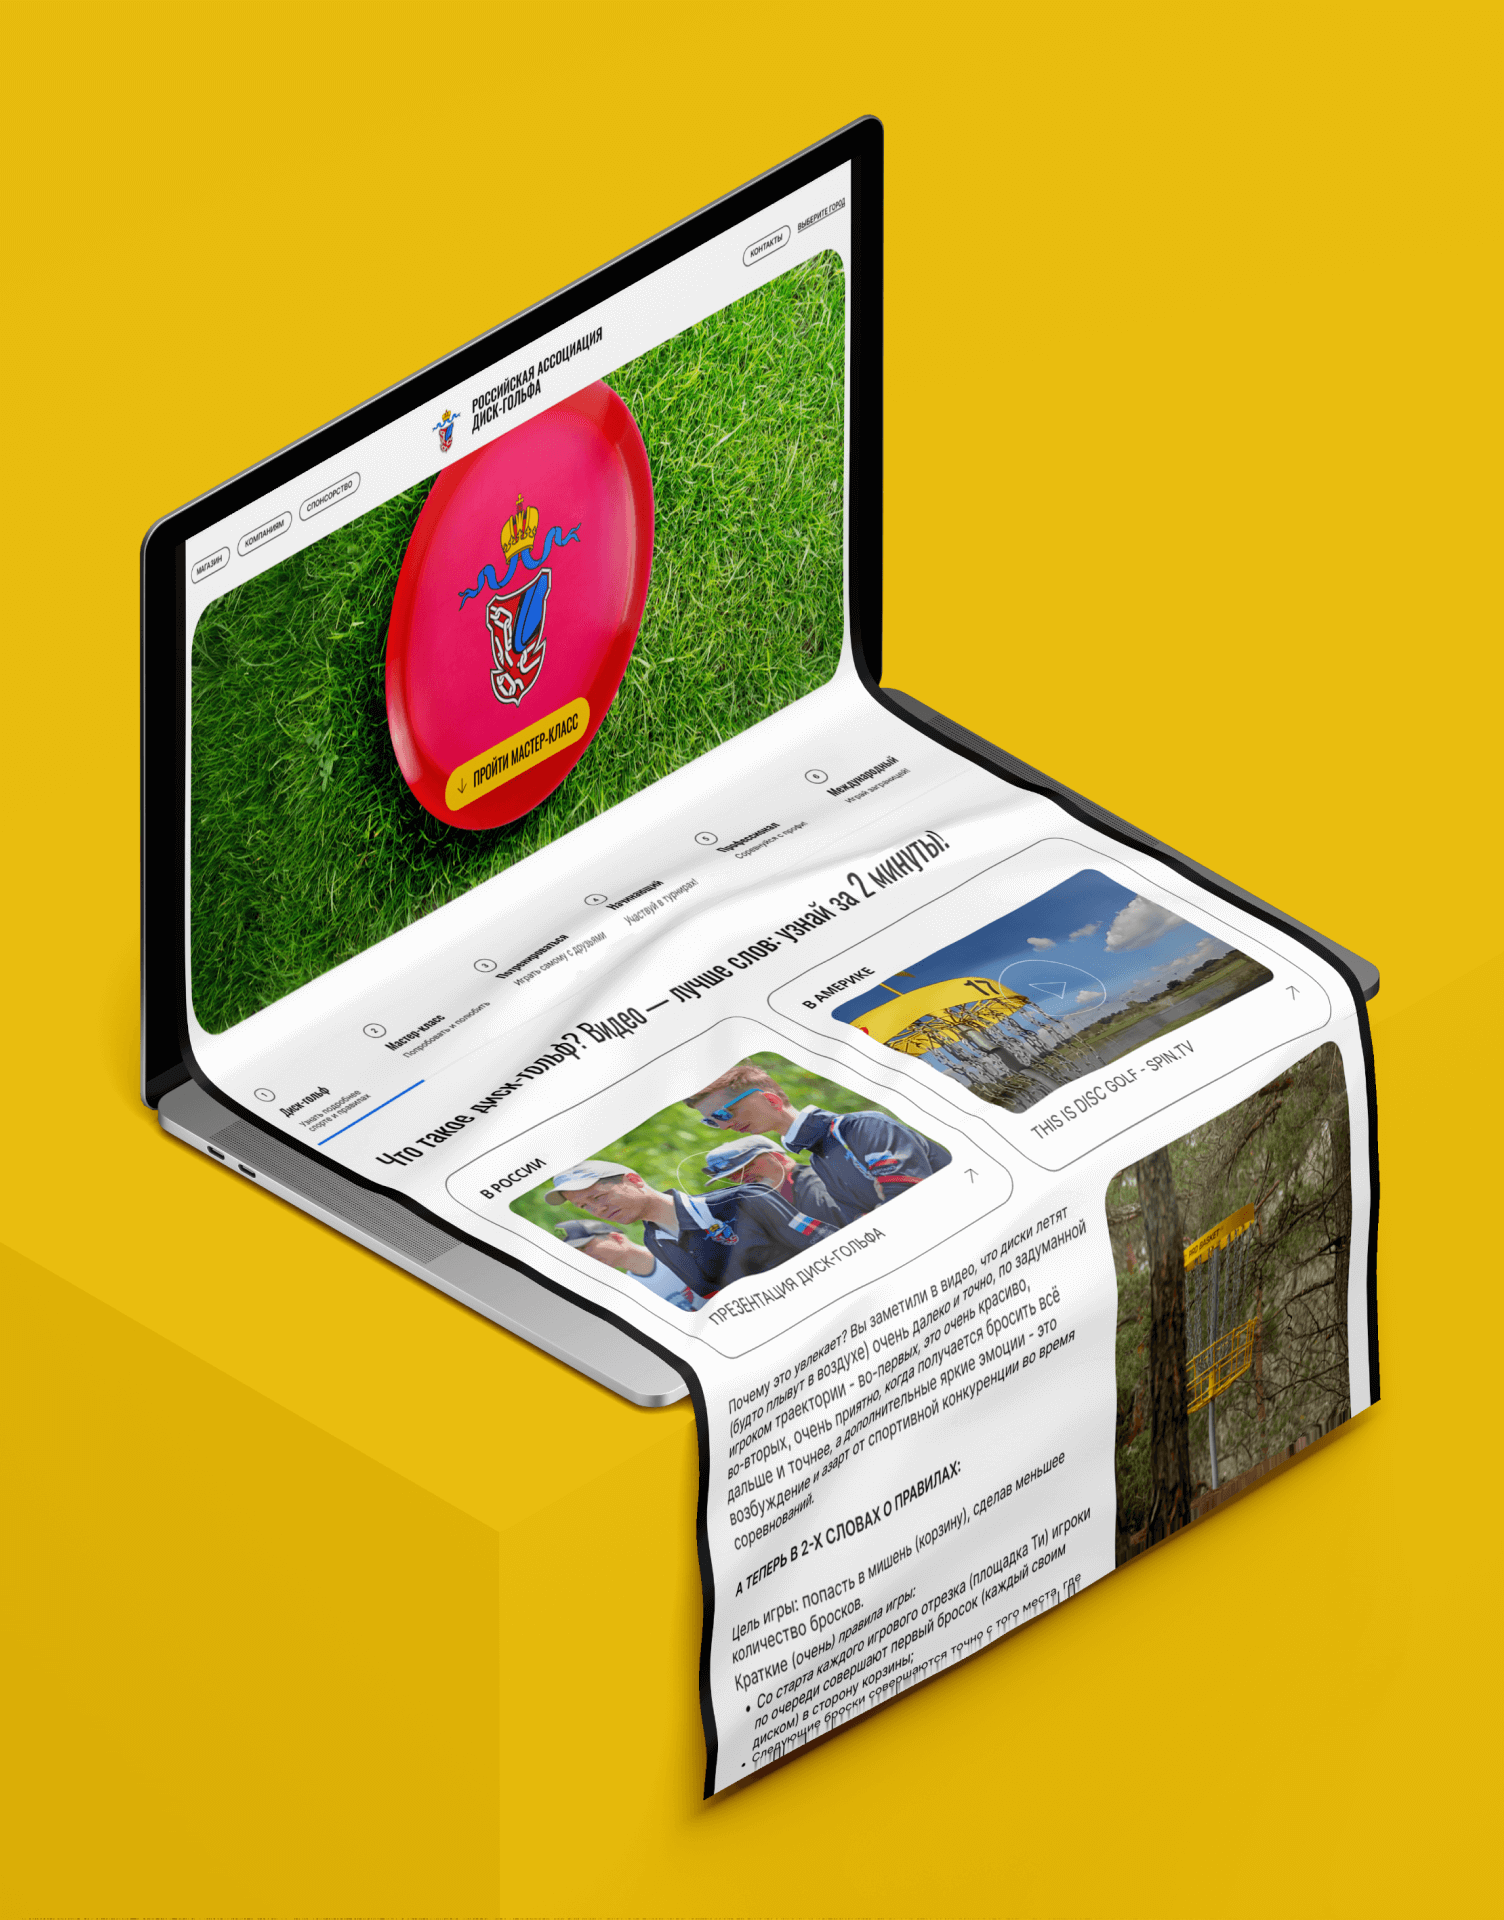 МАГАЗИН
КОМПАНИЯМ
СПОНСОРСТВО
РОССИЙСКАЯ АССОЦИАЦИЯ
ДИСК-ГОЛЬФА
КОНТАКТЫ
ВЫБЕРИТЕ ГОРОД
↓ ПРОЙТИ МАСТЕР-КЛАСС
1
Диск-гольф
Узнать подробнее
спорте и правилах
2
Мастер-класс
Попробовать и полюбить
3
Потренироваться
Играть самому с друзьями
4
Начинающий
Участвуй в турнирах!
5
Профессионал
Соревнуйся с профи!
6
Международный
Играй заграницей!
Что такое диск-гольф? Видео — лучше слов: узнай за 2 минуты!
В РОССИИ
ПРЕЗЕНТАЦИЯ ДИСК-ГОЛЬФА
В АМЕРИКЕ
17
THIS IS DISC GOLF - SPIN.TV
Почему это увлекает? Вы заметили в видео, что диски летят
(будто плывут в воздухе) очень далеко и точно, по задуманной
игроком траектории - во-первых, это очень красиво,
во-вторых, очень приятно, когда получается бросить всё
дальше и точнее, а дополнительные яркие эмоции - это
возбуждение и азарт от спортивной конкуренции во время
соревнований.
А ТЕПЕРЬ В 2-Х СЛОВАХ О ПРАВИЛАХ:
Цель игры: попасть в мишень (корзину), сделав меньшее
количество бросков.
Краткие (очень) правила игры:
• Со старта каждого игрового отрезка (площадка Ти) игроки
по очереди совершают первый бросок (каждый своим
диском) в сторону корзины;
• Следующие броски совершаются точно с того места, где